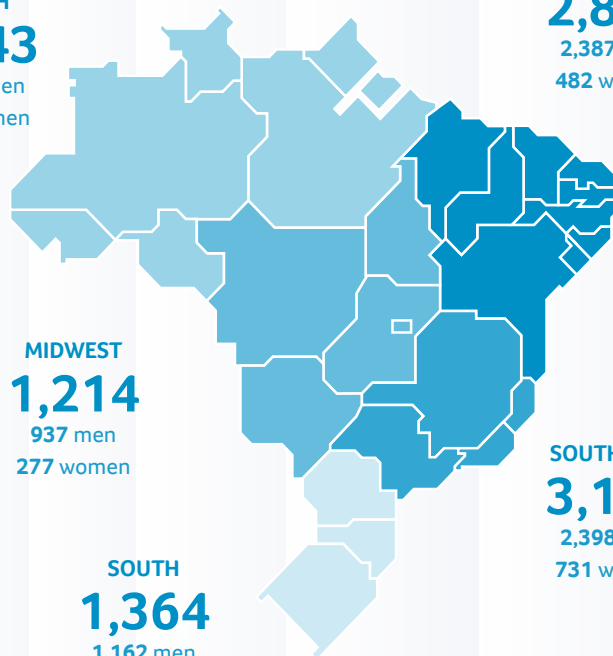 H
43
en
men
2,8
2,387
482 w
MIDWEST
1,214
937 men
277 women
SOUTH
3,1
2,398
731 w
SOUTH
1,364
1,162 men